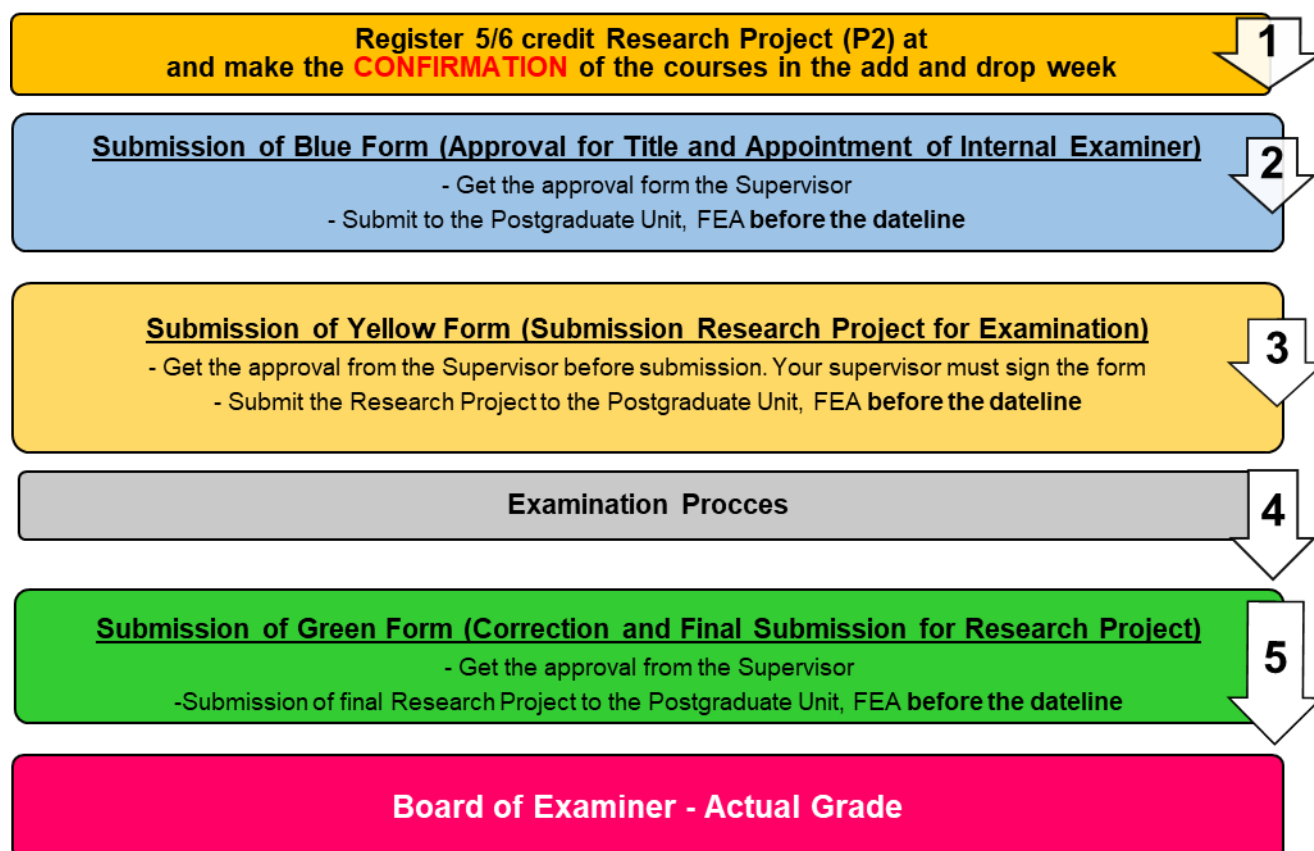 Register 5/6 credit Research Project (P2) at
and make the CONFIRMATION of the courses in the add and drop week
1
Submission of Blue Form (Approval for Title and Appointment of Internal Examiner)
- Get the approval form the Supervisor
- Submit to the Postgraduate Unit, FEA before the dateline
2
Submission of Yellow Form (Submission Research Project for Examination)
- Get the approval from the Supervisor before submission. Your supervisor must sign the form
- Submit the Research Project to the Postgraduate Unit, FEA before the dateline
3
Examination Procces
4
Submission of Green Form (Correction and Final Submission for Research Project)
- Get the approval from the Supervisor
-Submission of final Research Project to the Postgraduate Unit, FEA before the dateline
5
Board of Examiner - Actual Grade